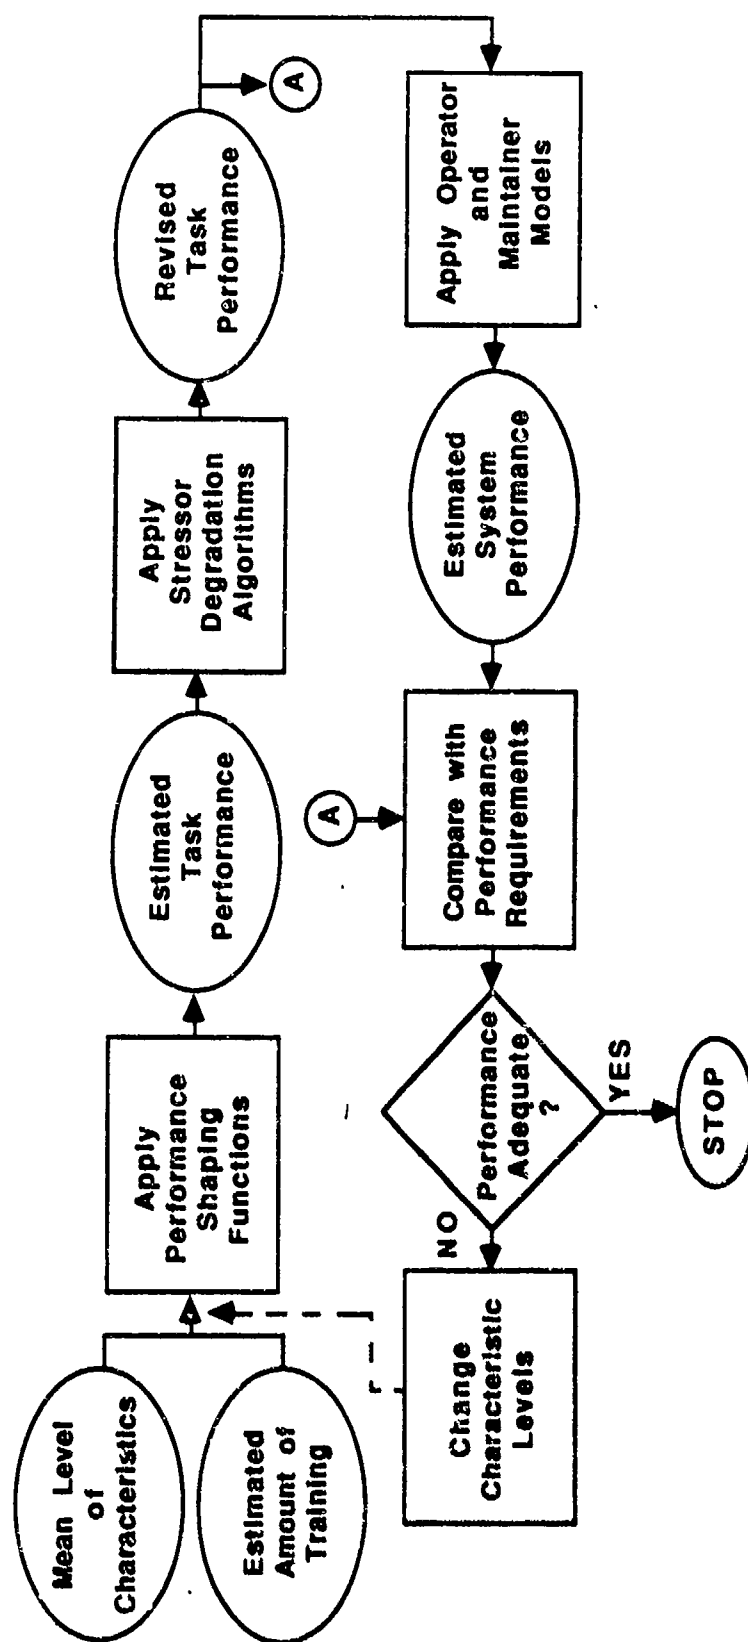 Mean Level
of
Characteristics
Estimated
Amount of
Training
Apply
Performance
Shaping
Functions
Estimated
Task
Performance
Apply
Stressor
Degradation
Algorithms
Revised
Task
Performance
A
Apply Operator
and
Maintainer
Models
Estimated
System
Performance
A
Compare with
Performance
Requirements
Performance
Adequate
?
NO
YES
STOP
Change
Characteristic
Levels